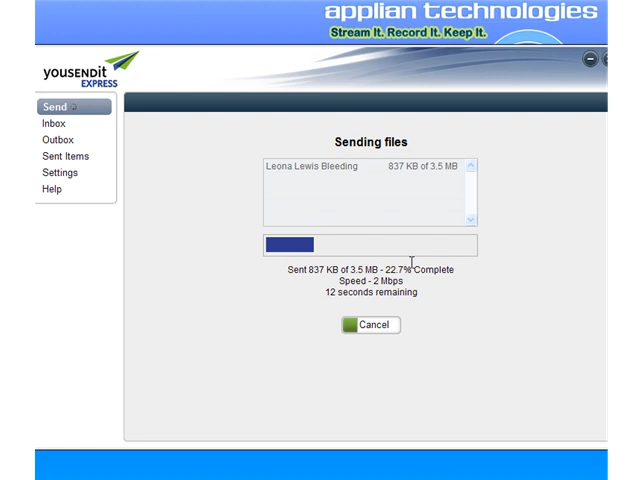 applian technologies
Stream It. Record It. Keep It.
yousendit
EXPRESS
Send
Inbox
Outbox
Sent Items
Settings
Help
Sending files
Leona Lewis Bleeding 837 KB of 3.5 MB
Sent 837 KB of 3.5 MB - 22.7% Complete
Speed - 2 Mbps
12 seconds remaining
Cancel